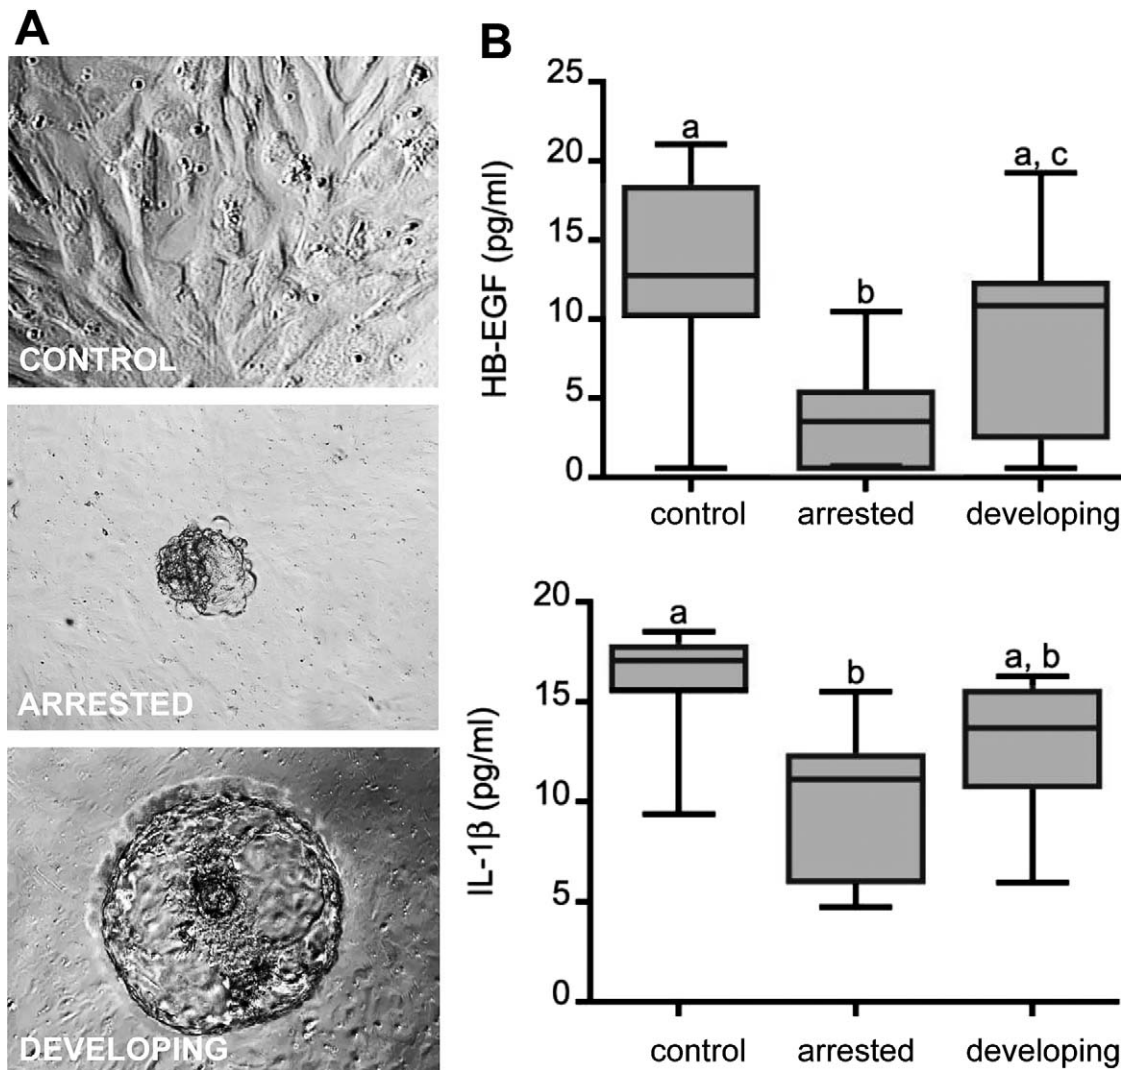 A
CONTROL
ARRESTED
DEVELOPING
B
HB-EGF (pg/ml)
25
20
15
10
5
0
a
b
a, c
control
arrested
developing
IL-1β (pg/ml)
20
15
10
5
0
a
b
a, b
control
arrested
developing